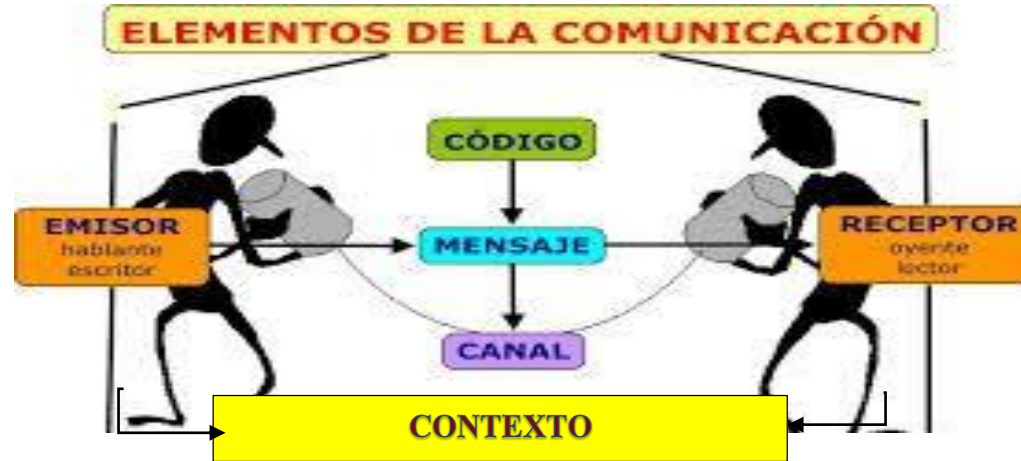 ELEMENTOS DE LA COMUNICACIÓN
CÓDIGO
EMISOR
hablante
escritor
MENSAJE
RECEPTOR
oyente
lector
CANAL
CONTEXTO